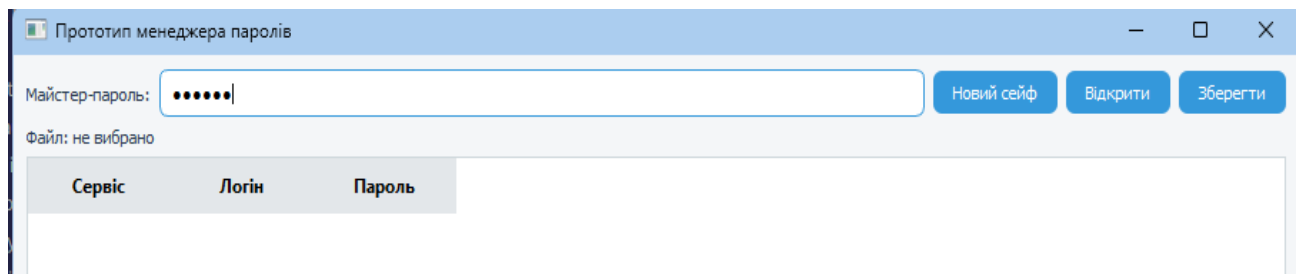 Прототип менеджера паролів
Майстер-пароль: •••••• Новий сейф Відкрити Зберегти
Файл: не вибрано
Сервіс Логін Пароль